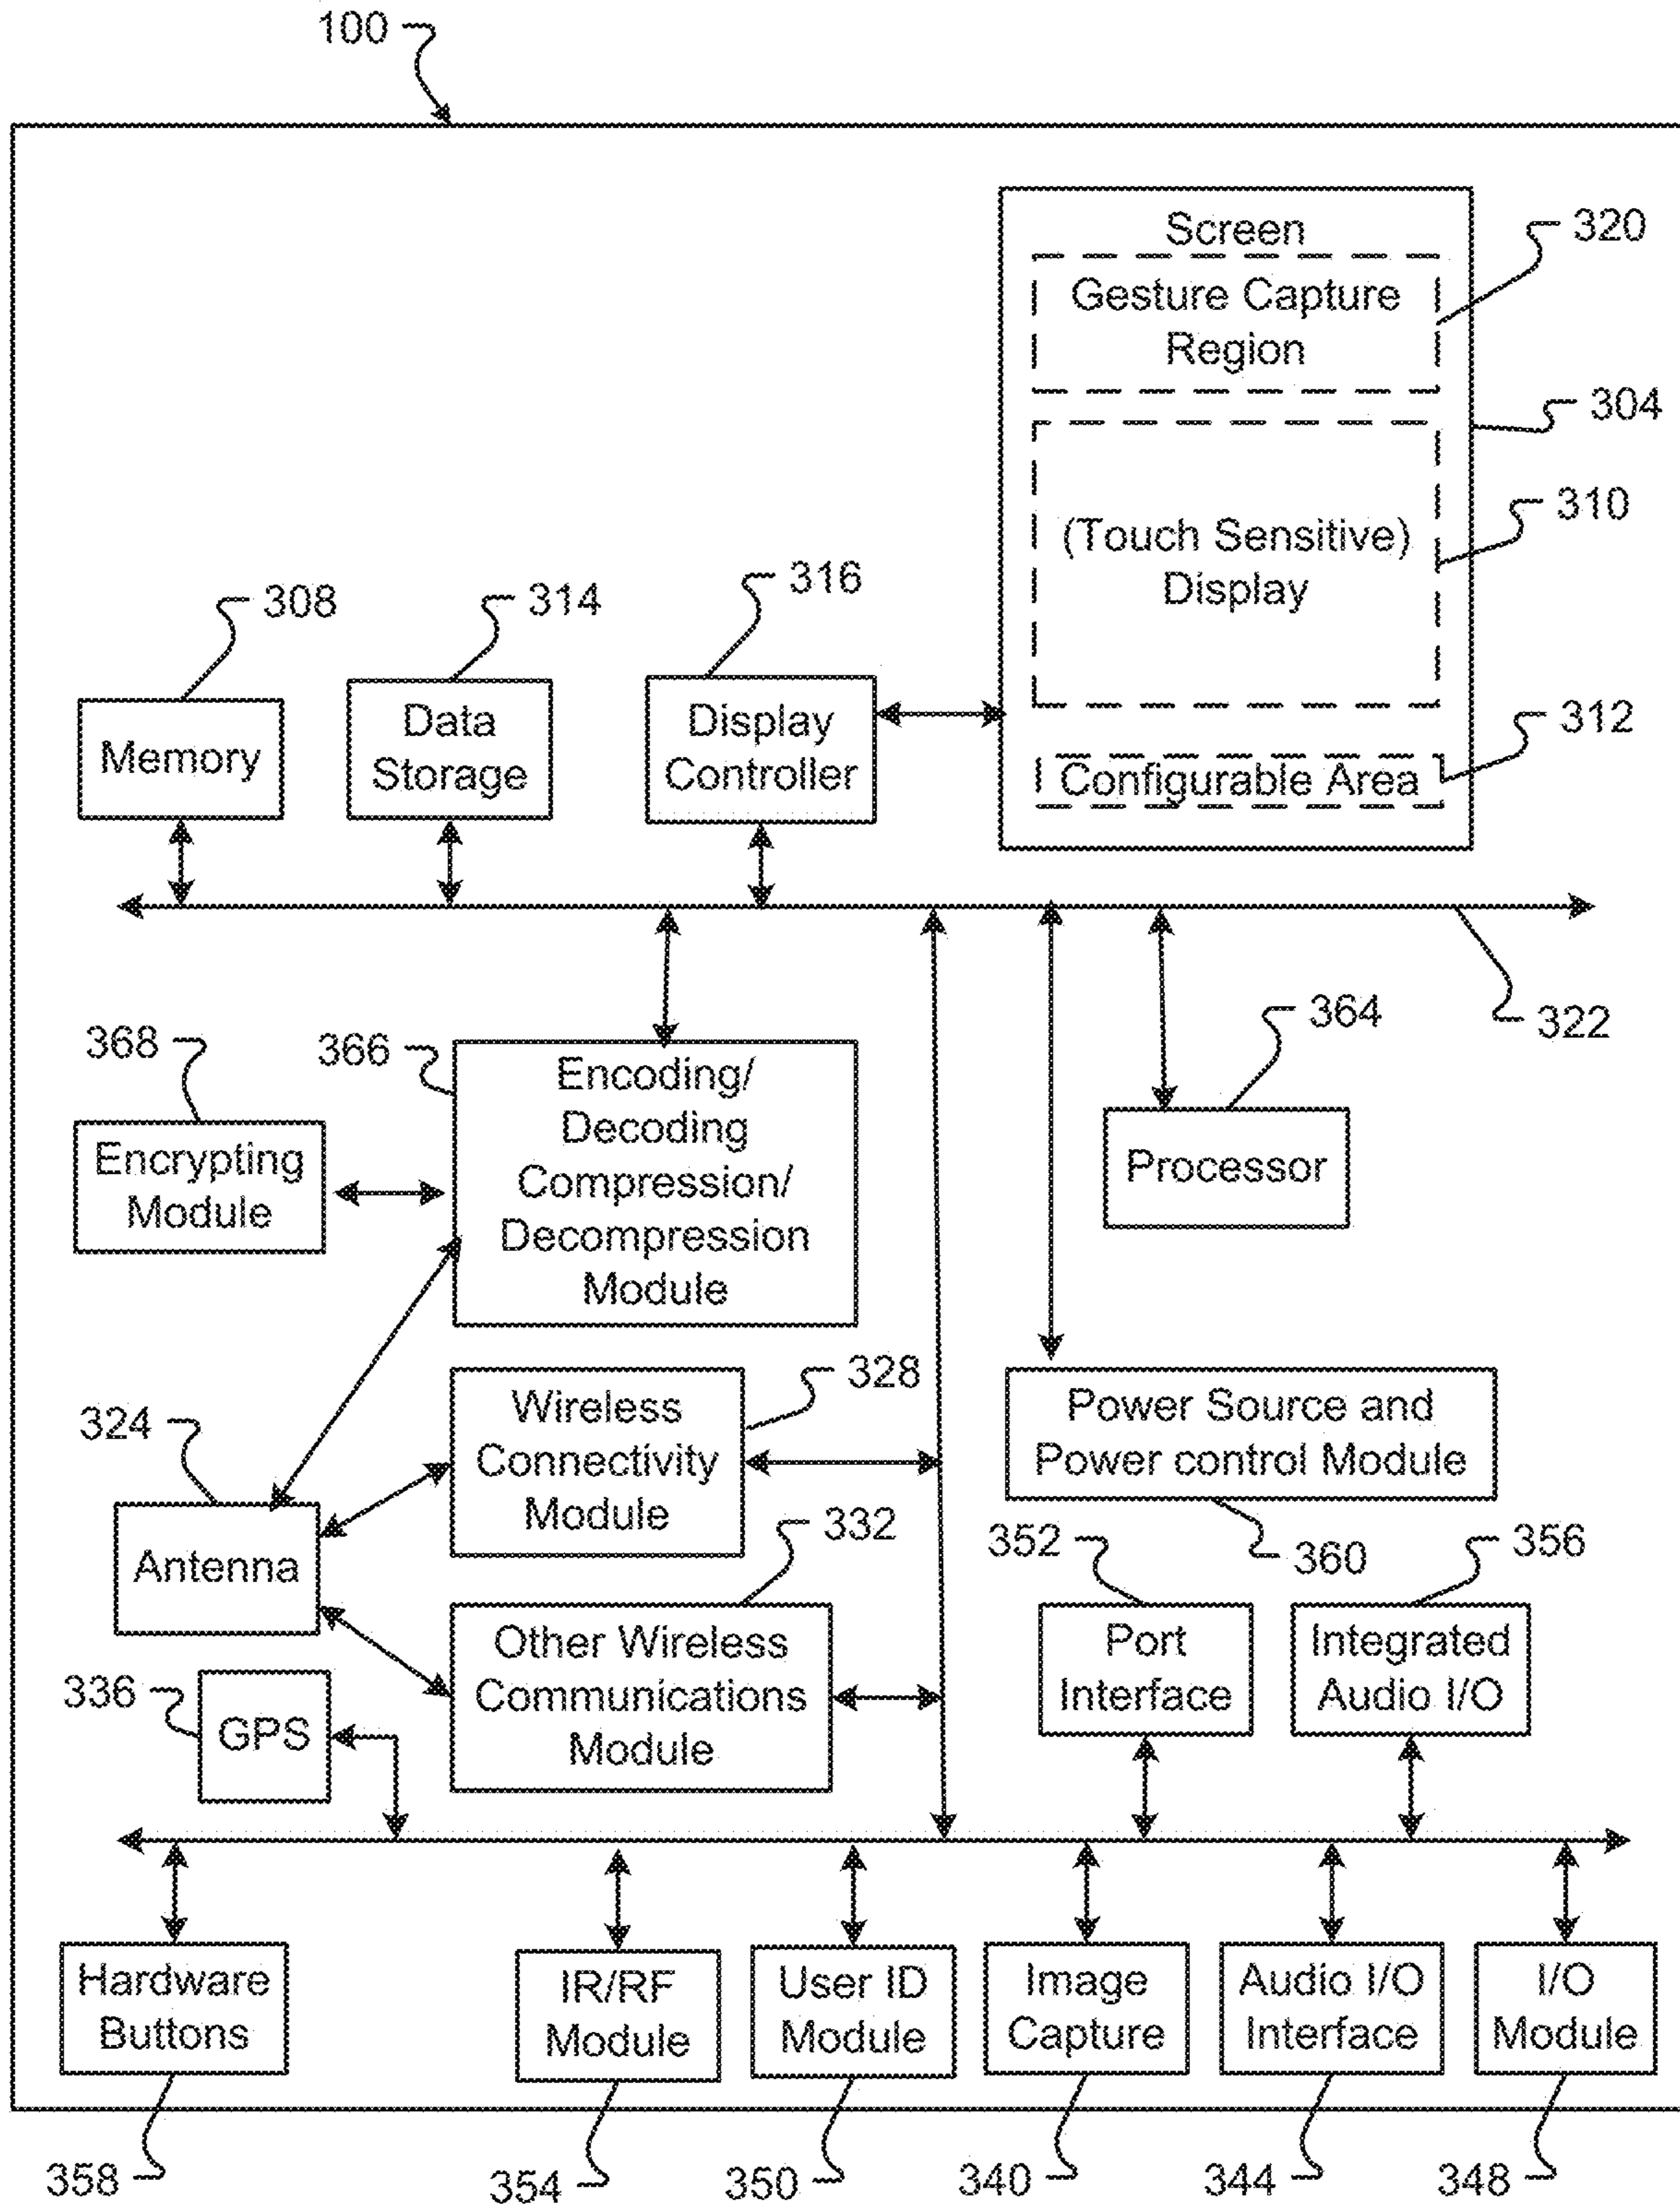 100
Screen
320
Gesture Capture
Region
304
310
(Touch Sensitive)
Display
308
314
316
Memory
Data
Storage
Display
Controller
312
Configurable Area
322
368
366
364
Encrypting
Module
Encoding/
Decoding
Compression/
Decompression
Module
Processor
324
328
Wireless
Connectivity
Module
Power Source and
Power control Module
Antenna
332
352
360
356
336
GPS
Other Wireless
Communications
Module
Port
Interface
Integrated
Audio I/O
Hardware
Buttons
IR/RF
Module
User ID
Module
Image
Capture
Audio I/O
Interface
I/O
Module
358
354
350
340
344
348